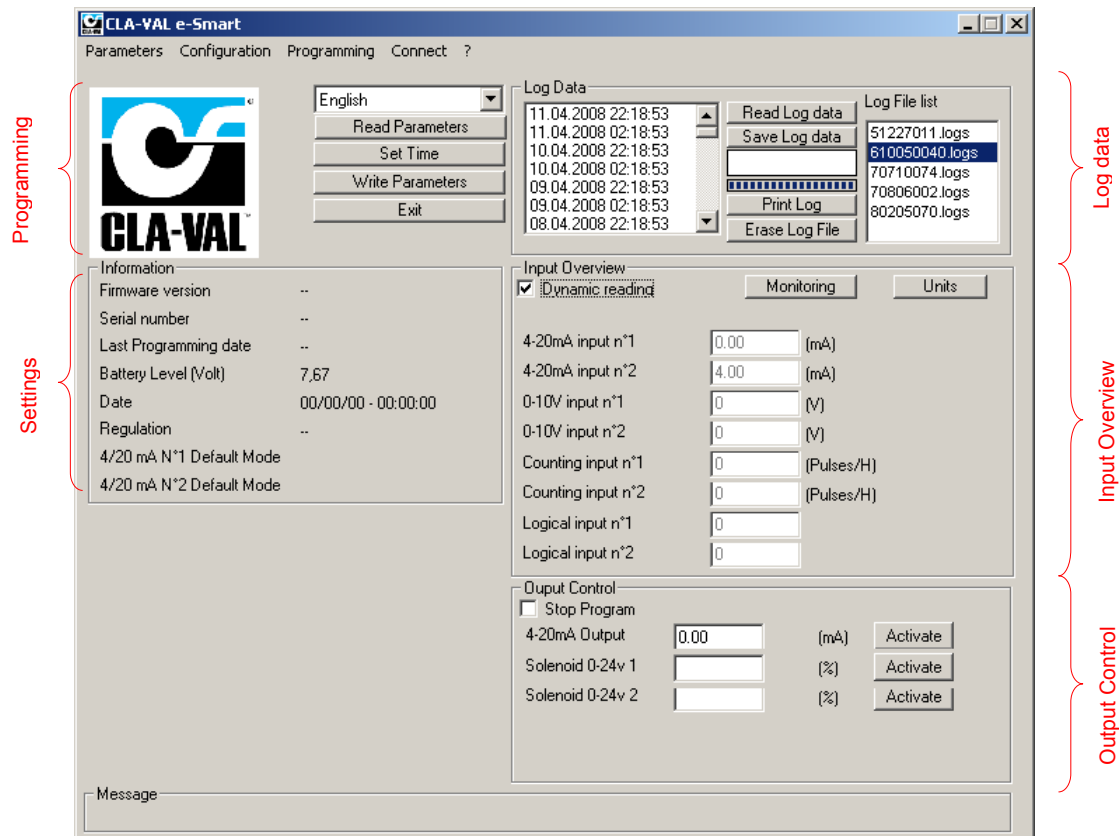 CLA-VAL e-Smart
CLA-VAL
Parameters Configuration Programming Connect ?
Programming
CLA-VAL
English
Read Parameters
Set Time
Write Parameters
Exit
Log Data
11.04.2008 22:18:53
11.04.2008 02:18:53
10.04.2008 22:18:53
10.04.2008 02:18:53
09.04.2008 22:18:53
09.04.2008 02:18:53
08.04.2008 22:18:53
Read Log data
Save Log data
Print Log
Erase Log File
Log File list
51227011.logs
610050040.logs
70710074.logs
70806002.logs
80205070.logs
Log data
Settings
Information
Firmware version --
Serial number --
Last Programming date --
Battery Level (Volt) 7,67
Date 00/00/00 - 00:00:00
Regulation --
4/20 mA N°1 Default Mode
4/20 mA N°2 Default Mode
Input Overview
Dynamic reading
Monitoring
Units
4-20mA input n°1 0.00 (mA)
4-20mA input n°2 4.00 (mA)
0-10V input n°1 0 (V)
0-10V input n°2 0 (V)
Counting input n°1 0 (Pulses/H)
Counting input n°2 0 (Pulses/H)
Logical input n°1 0
Logical input n°2 0
Input Overview
Ouput Control
Stop Program
4-20mA Output 0.00 (mA) Activate
Solenoid 0-24v 1 (%) Activate
Solenoid 0-24v 2 (%) Activate
Output Control
Message